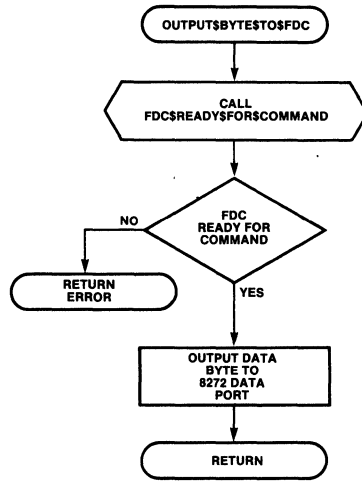 OUTPUT$BYTE$TO$FDC
CALL
FDC$READY$FOR$COMMAND
FDC
READY FOR
COMMAND
NO
RETURN
ERROR
YES
OUTPUT DATA
BYTE TO
8272 DATA
PORT
RETURN